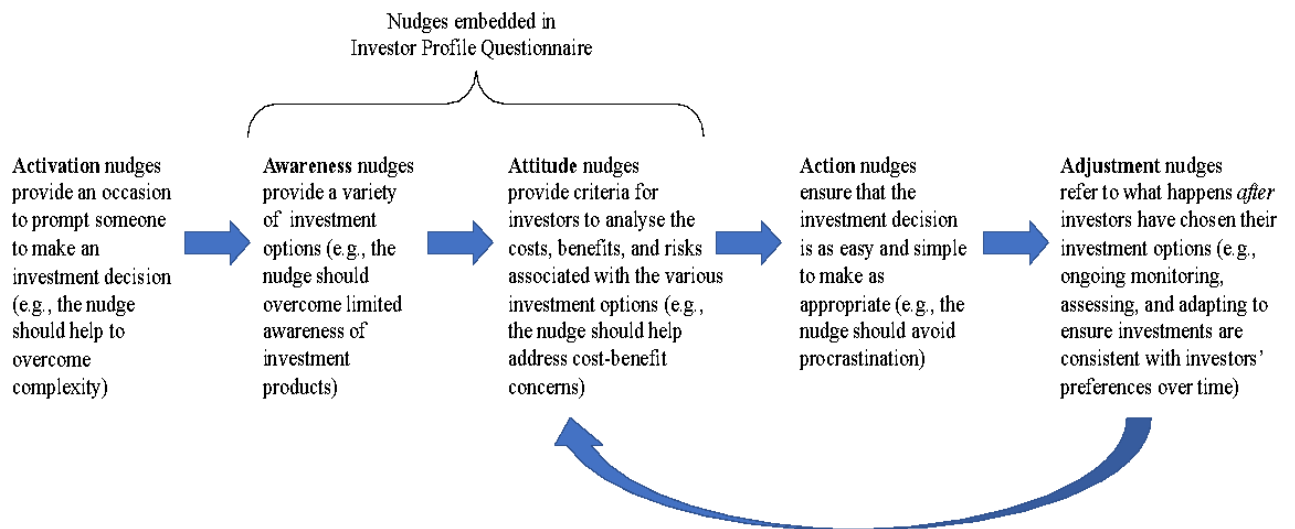 Nudges embedded in
Investor Profile Questionnaire
Activation nudges
provide an occasion
to prompt someone
to make an
investment decision
(e.g., the nudge
should help to
overcome
complexity)
Awareness nudges
provide a variety
of investment
options (e.g., the
nudge should
overcome limited
awareness of
investment
products)
Attitude nudges
provide criteria for
investors to analyse the
costs, benefits, and risks
associated with the various
investment options (e.g.,
the nudge should help
address cost-benefit
concerns)
Action nudges
ensure that the
investment decision
is as easy and simple
to make as
appropriate (e.g., the
nudge should avoid
procrastination)
Adjustment nudges
refer to what happens after
investors have chosen their
investment options (e.g.,
ongoing monitoring,
assessing, and adapting to
ensure investments are
consistent with investors’
preferences over time)